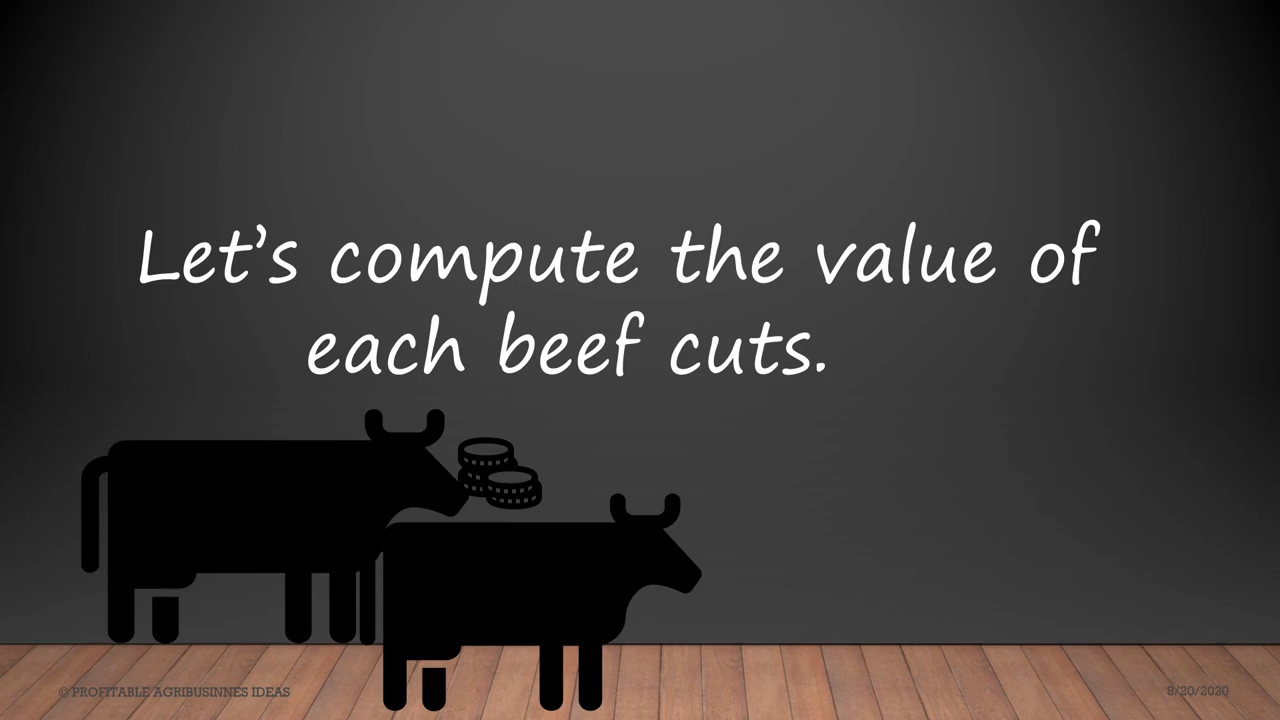 Let’s compute the value of
each beef cuts.
© PROFITABLE AGRIBUSINNES IDEAS
8/20/2020